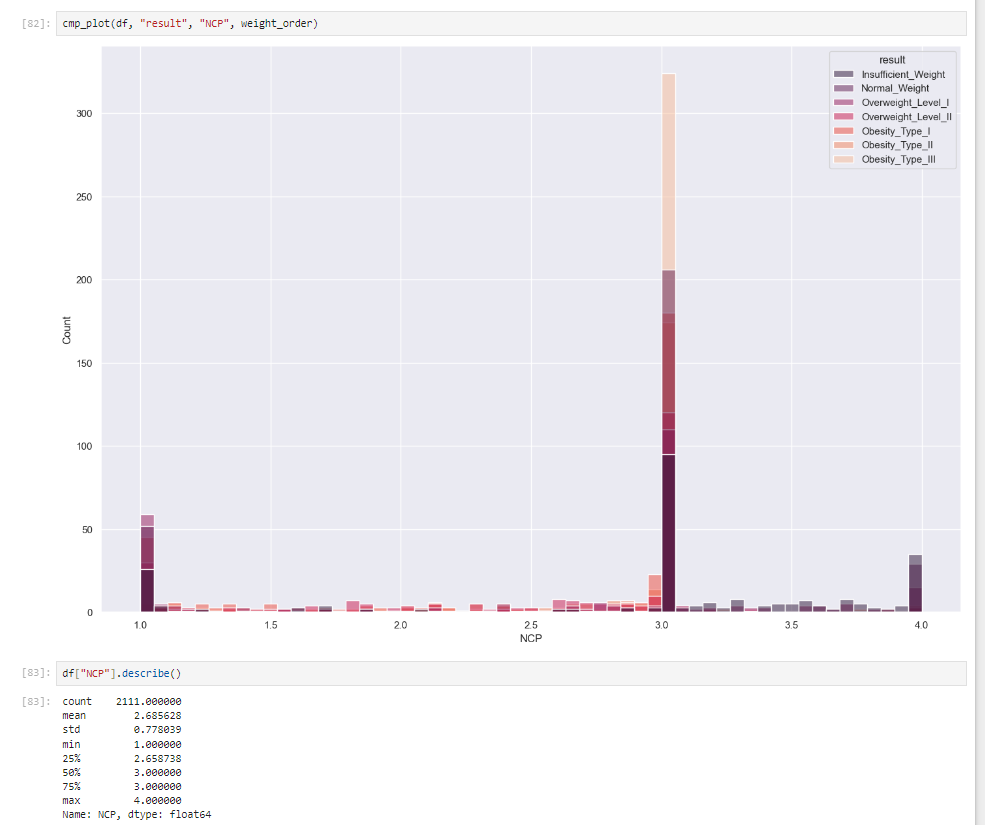 [82]: cmp_plot(df, "result", "NCP", weight_order)
result
Insufficient_Weight
Normal_Weight
Overweight_Level_I
Overweight_Level_II
Obesity_Type_I
Obesity_Type_II
Obesity_Type_III
300
250
200
150
100
50
0
Count
1.0 1.5 2.0 2.5 3.0 3.5 4.0
NCP
[83]: df["NCP"].describe()
[83]: count 2111.000000
mean 2.685628
std 0.778039
min 1.000000
25% 2.658738
50% 3.000000
75% 3.000000
max 4.000000
Name: NCP, dtype: float64